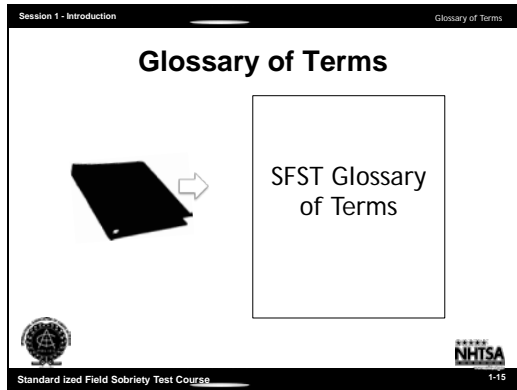 Session 1 - Introduction
Glossary of Terms
Glossary of Terms
SFST Glossary
of Terms
NHTSA
Standard ized Field Sobriety Test Course
1-15